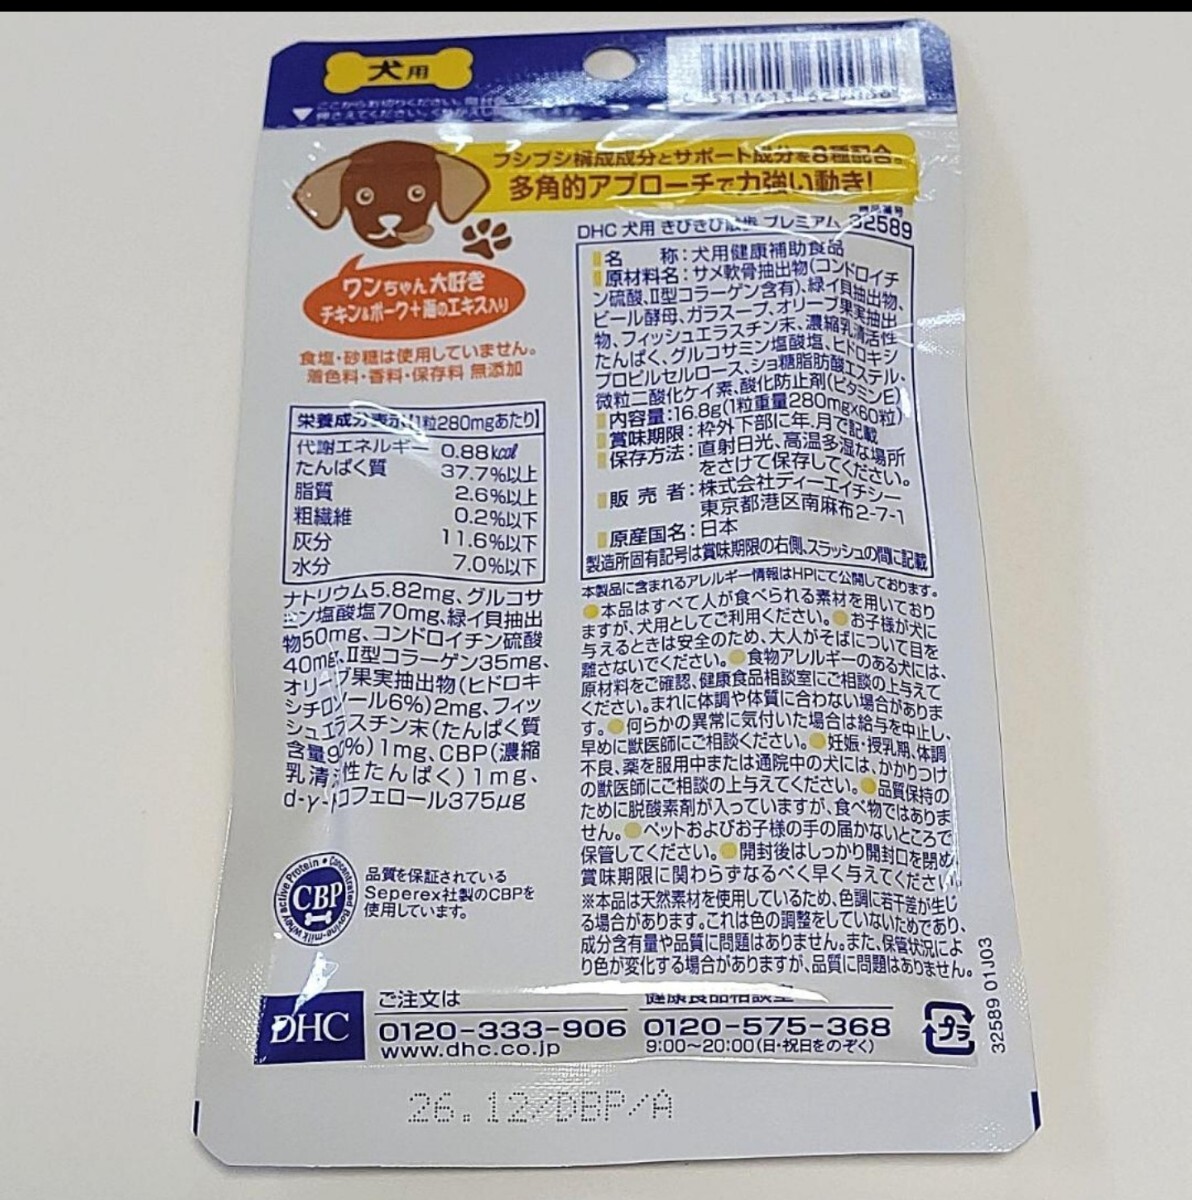 犬用
フシブシ構成成分とサポート成分を8種配合。
多角的アプローチで力強い動き!
ワンちゃん大好き
チキン&ポーク+海のエキス入り
食塩・砂糖は使用していません。
着色料・香料・保存料 無添加
栄養成分表示【1粒280mgあたり】
代謝エネルギー 0.88kcal
たんぱく質 37.7%以上
脂質 2.6%以上
粗繊維 0.2%以下
灰分 11.6%以下
水分 7.0%以下
ナトリウム5.82mg、グルコサ
ミン塩酸塩70mg、緑イ貝抽出
物50mg、コンドロイチン硫酸
40mg、Ⅱ型コラーゲン35mg、
オリーブ果実抽出物(ヒドロキ
シチロソール6%)2mg、フィッ
シュエラスチン末(たんぱく質
含量90%)1mg、CBP(濃縮
乳清活性たんぱく)1mg、
d-γ-トコフェロール375μg
CBP
品質を保証されている
Seperex社製のCBPを
使用しています。
商品番号
DHC 犬用 きびきび散歩 プレミアム 32589
名 称:犬用健康補助食品
原材料名:サメ軟骨抽出物(コンドロイチ
ン硫酸、Ⅱ型コラーゲン含有)、緑イ貝抽出物、
ビール酵母、ガラスープ、オリーブ果実抽出
物、フィッシュエラスチン末、濃縮乳清活性
たんぱく、グルコサミン塩酸塩、ヒドロキシ
プロピルセルロース、ショ糖脂肪酸エステル、
微粒二酸化ケイ素、酸化防止剤(ビタミンE)
内容量:16.8g(1粒重量280mg×60粒)
賞味期限:枠外下部に年.月で記載
保存方法:直射日光、高温多湿な場所
をさけて保存してください。
販 売 者:株式会社ディーエイチシー
東京都港区南麻布2-7-1
原産国名:日本
製造所固有記号は賞味期限の右側、スラッシュの間に記載
本製品に含まれるアレルギー情報はHPにて公開しております。
●本品はすべて人が食べられる素材を用いており
ますが、犬用としてご利用ください。●お子様が犬に
与えるときは安全のため、大人がそばについて目を
離さないでください。●食物アレルギーのある犬には、
原材料をご確認、健康食品相談室にご相談の上与えて
ください。まれに体調や体質に合わない場合がありま
す。●何らかの異常に気付いた場合は給与を中止し、
早めに獣医師にご相談ください。●妊娠・授乳期、体調
不良、薬を服用中または通院中の犬には、かかりつけ
の獣医師にご相談の上与えてください。●品質保持の
ために脱酸素剤が入っていますが、食べ物ではありま
せん。●ペットおよびお子様の手の届かないところで
保管してください。●開封後はしっかり開封口を閉め、
賞味期限に関わらずなるべく早く与えてください。
※本品は天然素材を使用しているため、色調に若干差が生じ
る場合があります。これは色の調整をしていないためであり、
成分含有量や品質に問題はありません。また、保管状況によ
り色が変化する場合がありますが、品質に問題はありません。
DHC
ご注文は
0120-333-906
www.dhc.co.jp
健康食品相談室
0120-575-368
9:00~20:00(日・祝日をのぞく)
プラ
32589 01J03
26.12/DBP/A